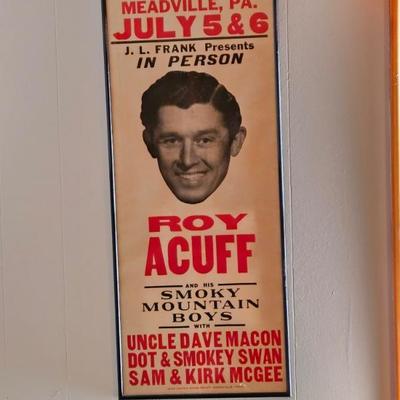 MEADVILLE, PA.
JULY 5 & 6
J. L. FRANK Presents
IN PERSON
ROY
ACUFF
AND HIS
SMOKY
MOUNTAIN
BOYS
WITH
UNCLE DAVE MACON
DOT & SMOKEY SWAN
SAM & KIRK MCGEE